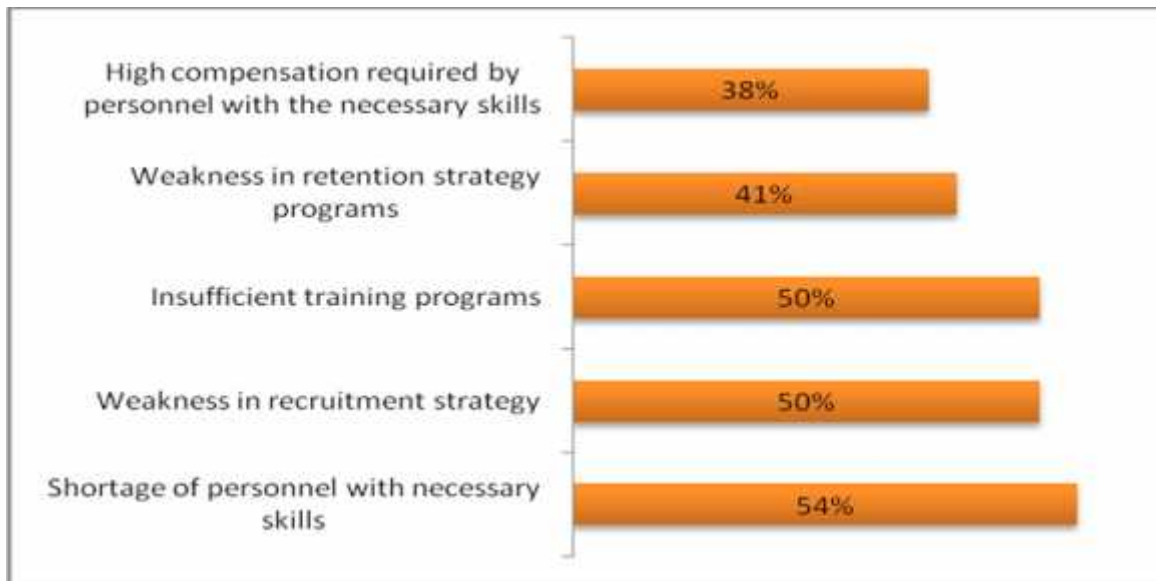 High compensation required by
personnel with the necessary skills
38%
Weakness in retention strategy
programs
41%
Insufficient training programs
50%
Weakness in recruitment strategy
50%
Shortage of personnel with necessary
skills
54%